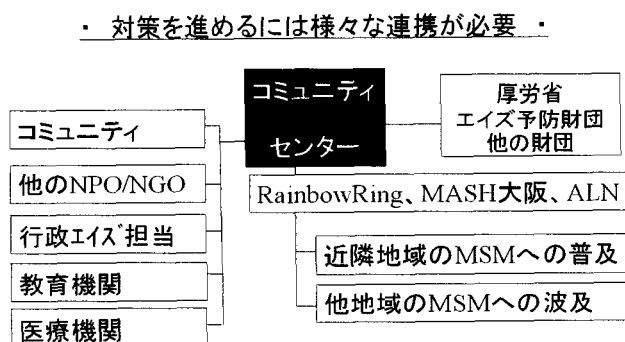 ・ 対策を進めるには様々な連携が必要 ・
コミュニティ
センター
厚労省
エイズ予防財団
他の財団
コミュニティ
他のNPO/NGO
行政エイズ担当
教育機関
医療機関
RainbowRing、MASH大阪、ALN
近隣地域のMSMへの普及
他地域のMSMへの波及